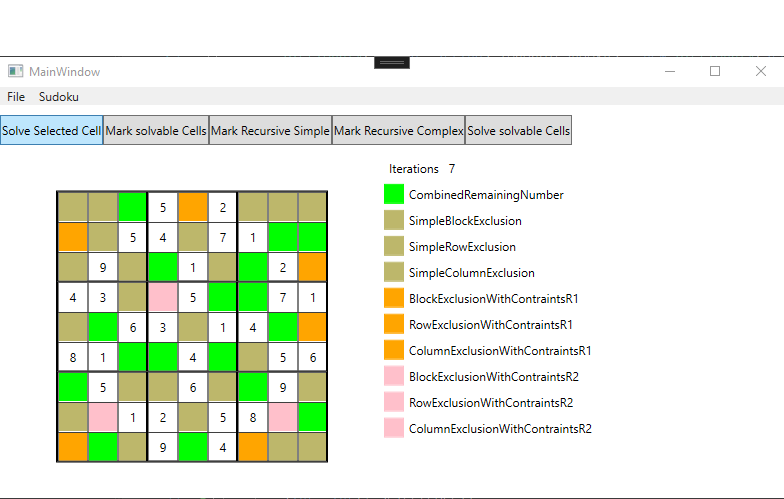 MainWindow
File Sudoku
Solve Selected Cell Mark solvable Cells Mark Recursive Simple Mark Recursive Complex Solve solvable Cells
Iterations 7
CombinedRemainingNumber
SimpleBlockExclusion
SimpleRowExclusion
SimpleColumnExclusion
BlockExclusionWithContraintsR1
RowExclusionWithContraintsR1
ColumnExclusionWithContraintsR1
BlockExclusionWithContraintsR2
RowExclusionWithContraintsR2
ColumnExclusionWithContraintsR2
5 2
5 4 7 1
9 1 2
4 3 5 7 1
6 3 1 4
8 1 4 5 6
5 6 9
1 2 5 8
9 4